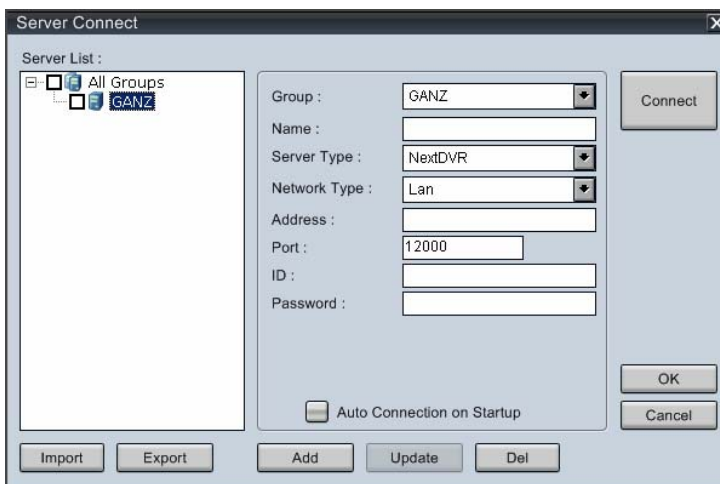 Server Connect
Server List :
All Groups
GANZ
Group : GANZ
Name :
Server Type : NextDVR
Network Type : Lan
Address :
Port : 12000
ID :
Password :
Auto Connection on Startup
Connect
OK
Cancel
Import Export Add Update Del